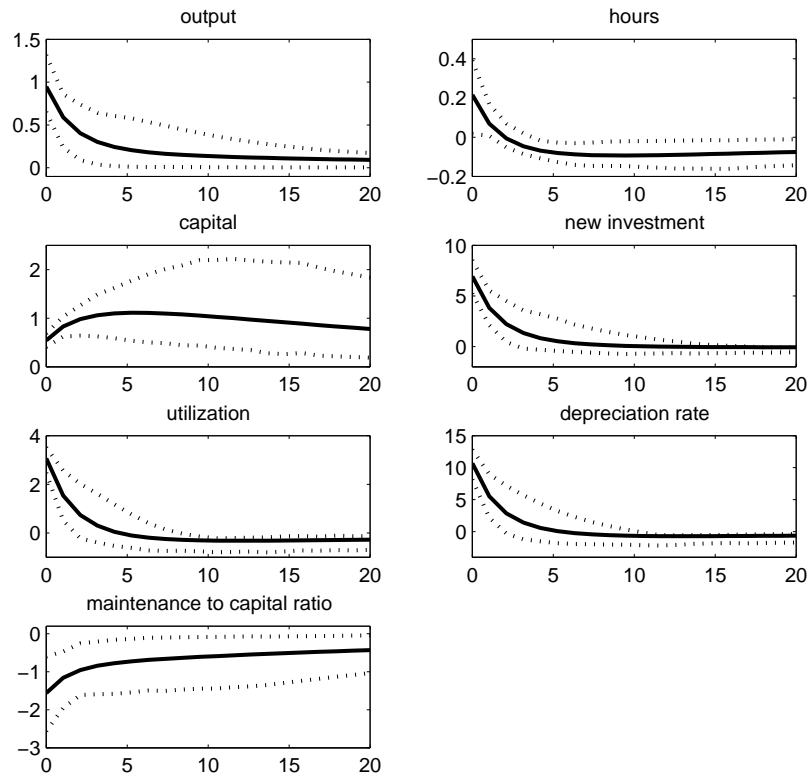 output
1.5
1
0.5
0
0 5 10 15 20
hours
0.4
0.2
0
−0.2
0 5 10 15 20
capital
2
1
0
0 5 10 15 20
new investment
10
5
0
0 5 10 15 20
utilization
4
2
0
0 5 10 15 20
depreciation rate
15
10
5
0
0 5 10 15 20
maintenance to capital ratio
0
−1
−2
−3
0 5 10 15 20